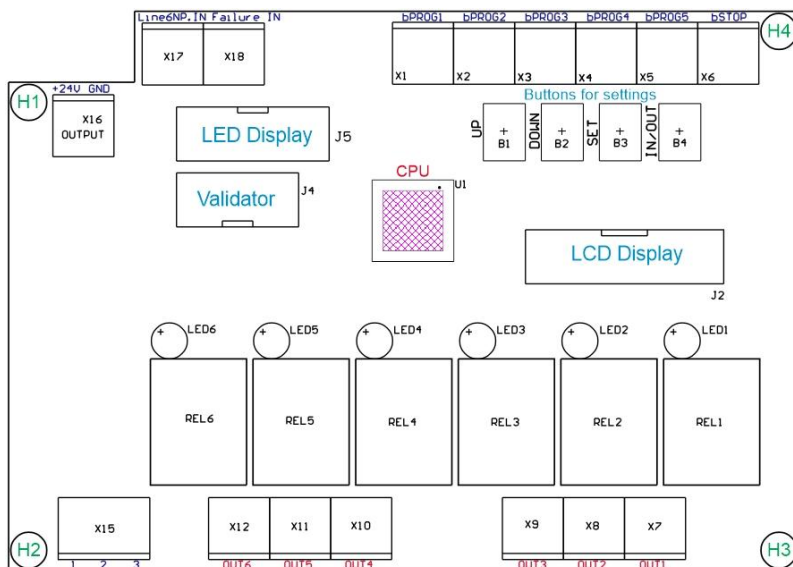 Line6NP.IN Failure IN
bPROG1 bPROG2 bPROG3 bPROG4 bPROG5 bSTOP
H4
X17 X18
X1 X2 X3 X4 X5 X6
+24V GND
H1
X16
OUTPUT
Buttons for settings
UP DOWN SET IN/OUT
+ + + +
B1 B2 B3 B4
LED Display
J5
CPU
U1
Validator
J4
LCD Display
J2
+ LED6 + LED5 + LED4 + LED3 + LED2 + LED1
REL6 REL5 REL4 REL3 REL2 REL1
X15 X12 X11 X10 X9 X8 X7
H2 H3
1 2 3 OUT6 OUT5 OUT4 OUT3 OUT2 OUT1